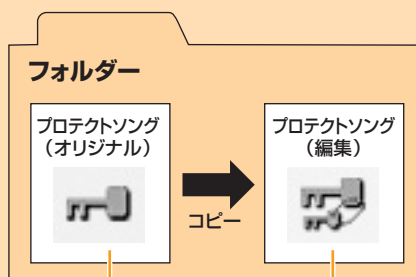 フォルダー
プロテクトソング
（オリジナル）
コピー
プロテクトソング
（編集）